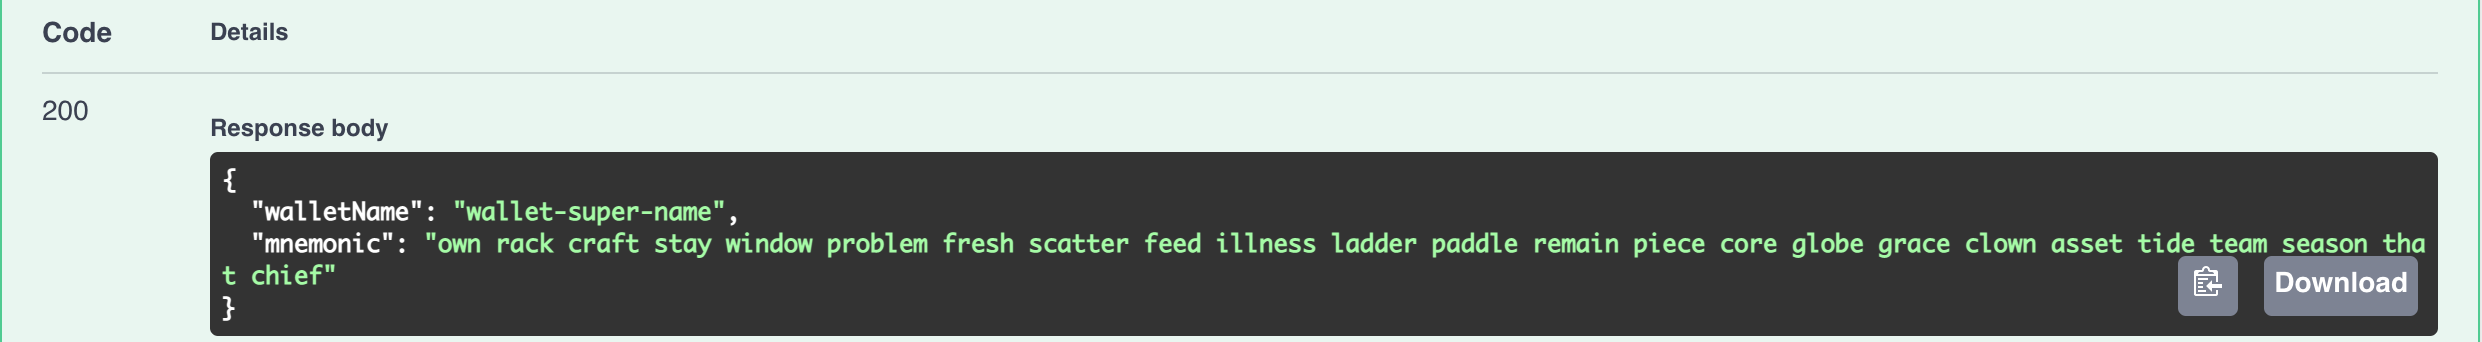 Code Details
200
Response body
{
"walletName": "wallet-super-name",
"mnemonic": "own rack craft stay window problem fresh scatter feed illness ladder paddle remain piece core globe grace clown asset tide team season tha
t chief"
}
Download